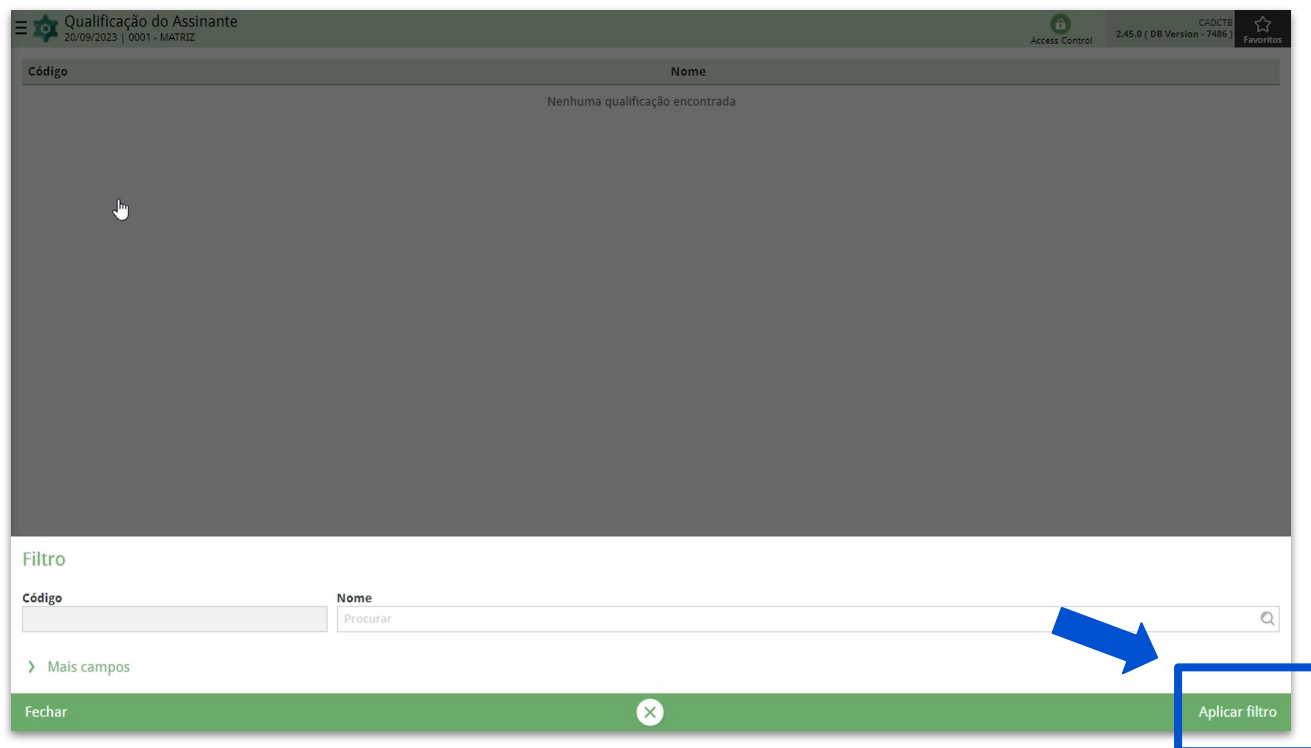 Qualificação do Assinante
20/09/2023 | 0001 - MATRIZ
Access Control
CADCTB
2.45.0 ( DB Version - 7486 )
Favoritos
Código Nome
Nenhuma qualificação encontrada
Filtro
Código Nome
Procurar
Mais campos
Fechar Aplicar filtro